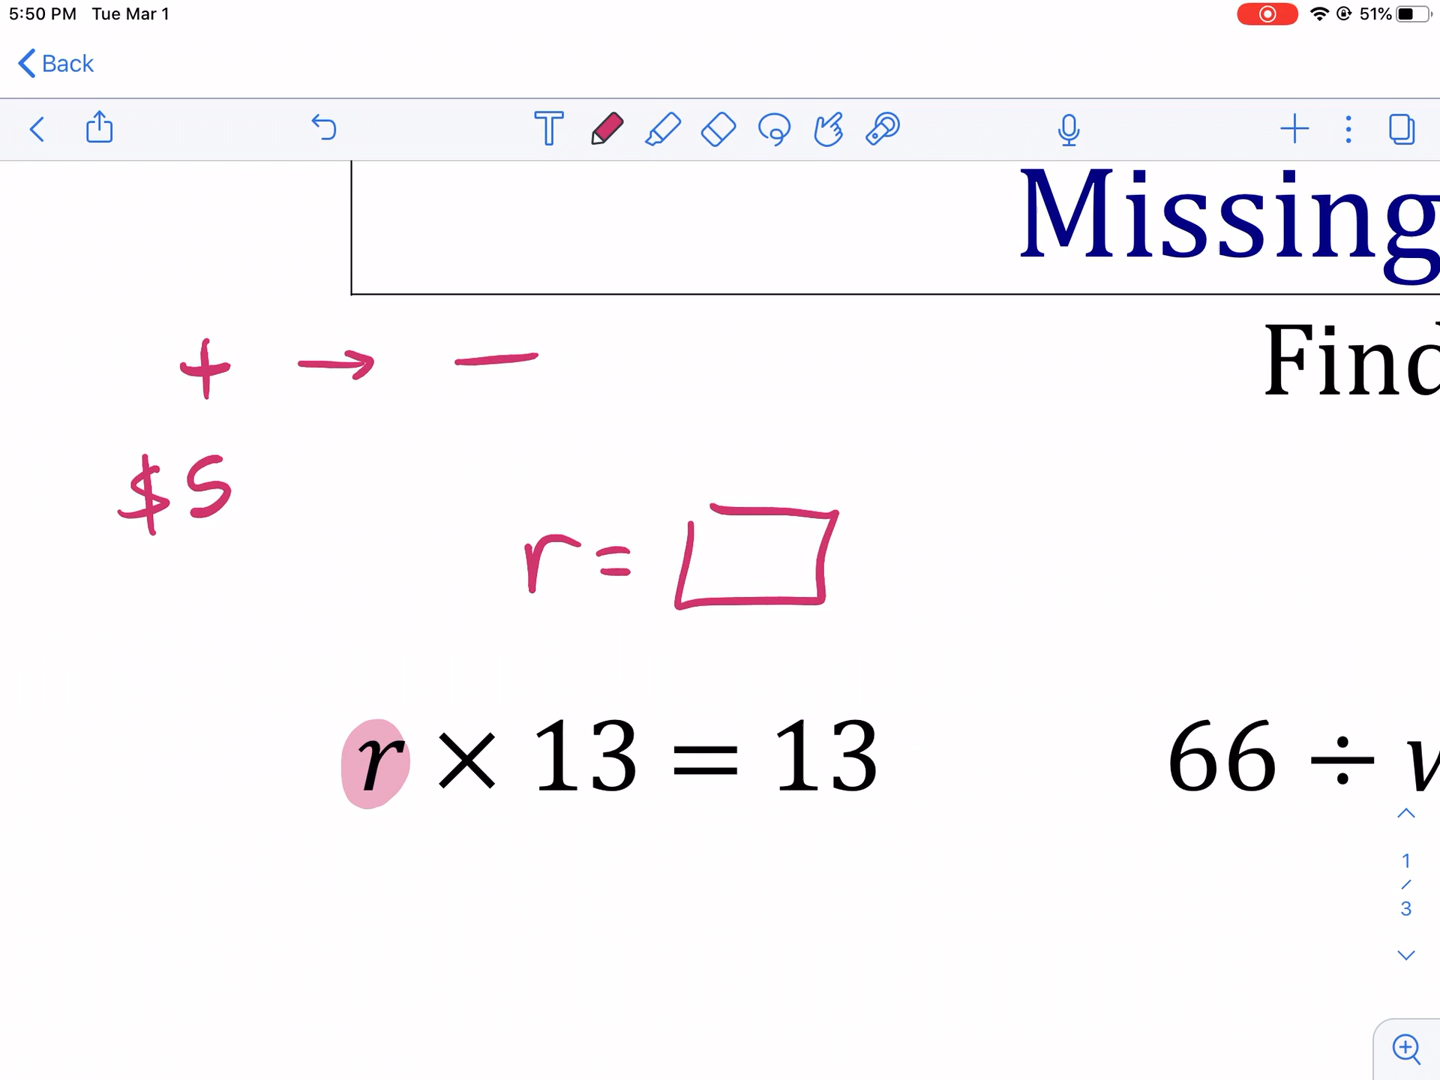 5:50 PM Tue Mar 1
51%
Back
T
Missing
Find
+ → −
$5
r = □
r × 13 = 13
66 ÷
1
/
3